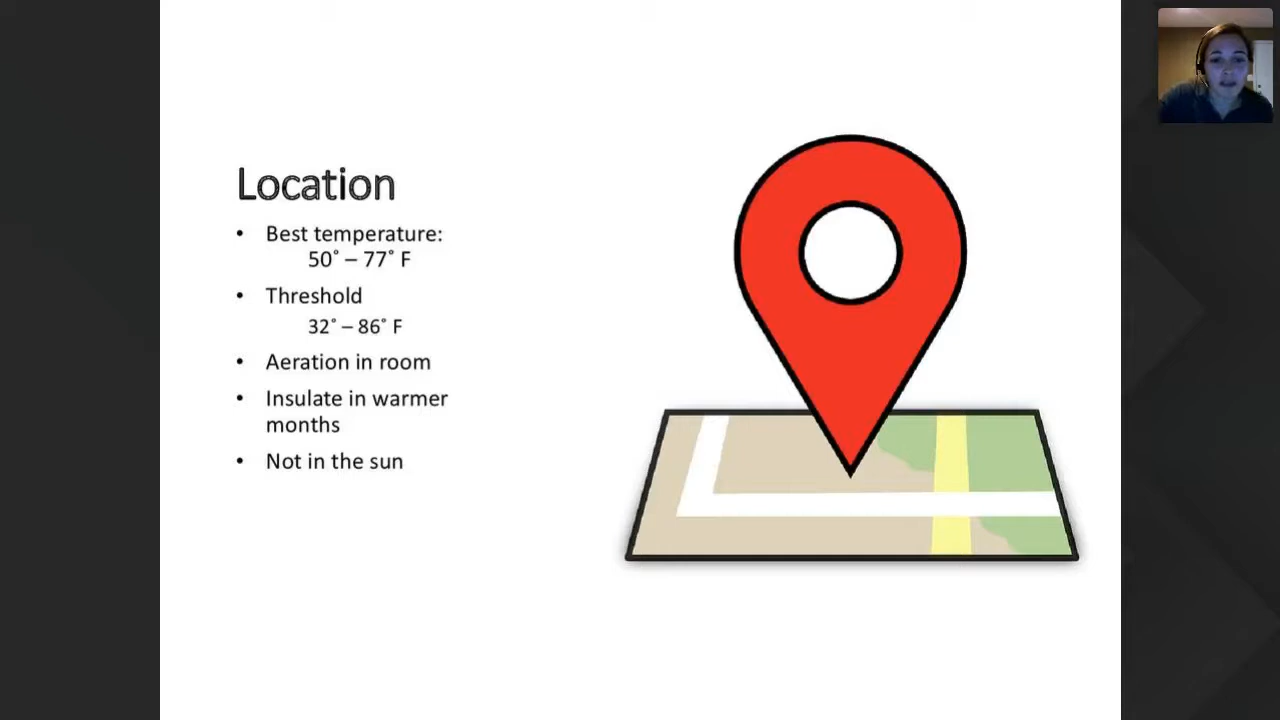 Location
• Best temperature:
50˚ – 77˚ F
• Threshold
32˚ – 86˚ F
• Aeration in room
• Insulate in warmer
months
• Not in the sun